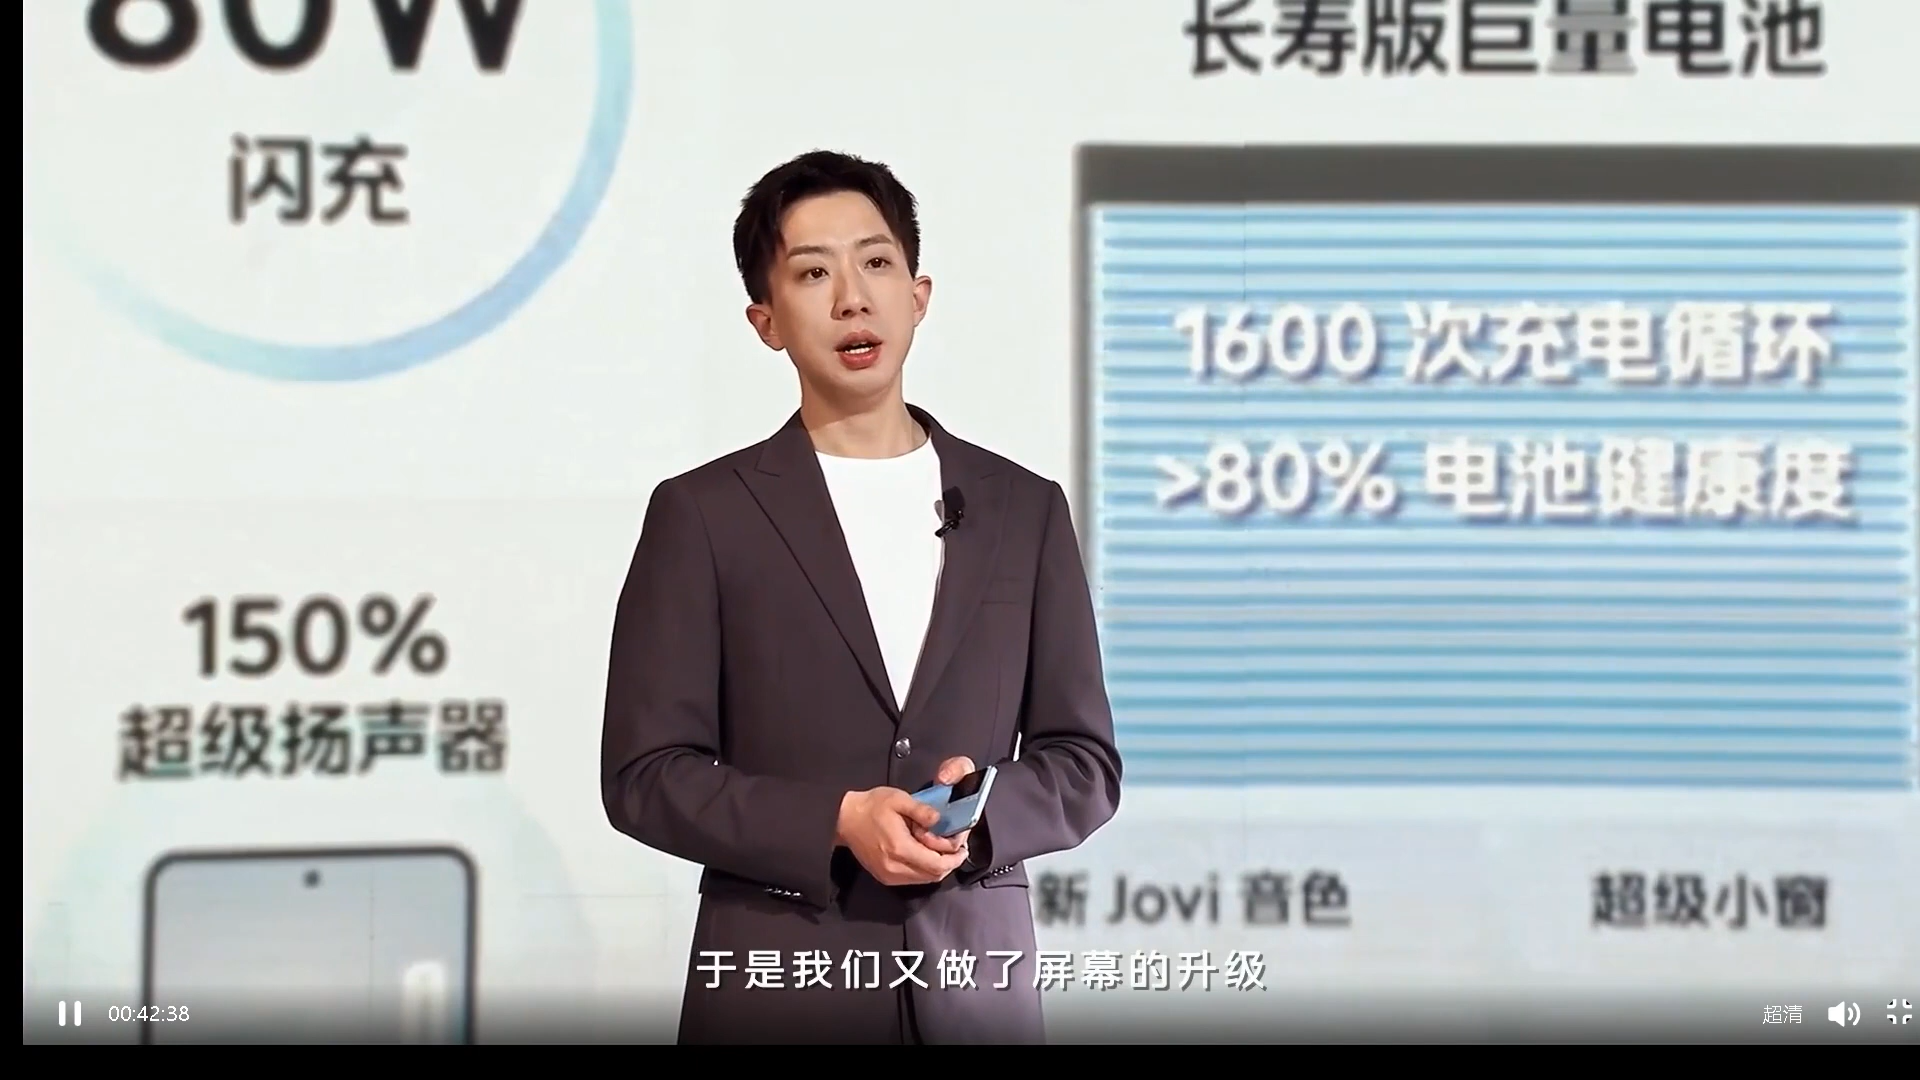 80W
闪充
长寿版巨量电池
1600 次充电循环
>80% 电池健康度
150%
超级扬声器
新 Jovi 音色
超级小窗
于是我们又做了屏幕的升级
00:42:38
超清